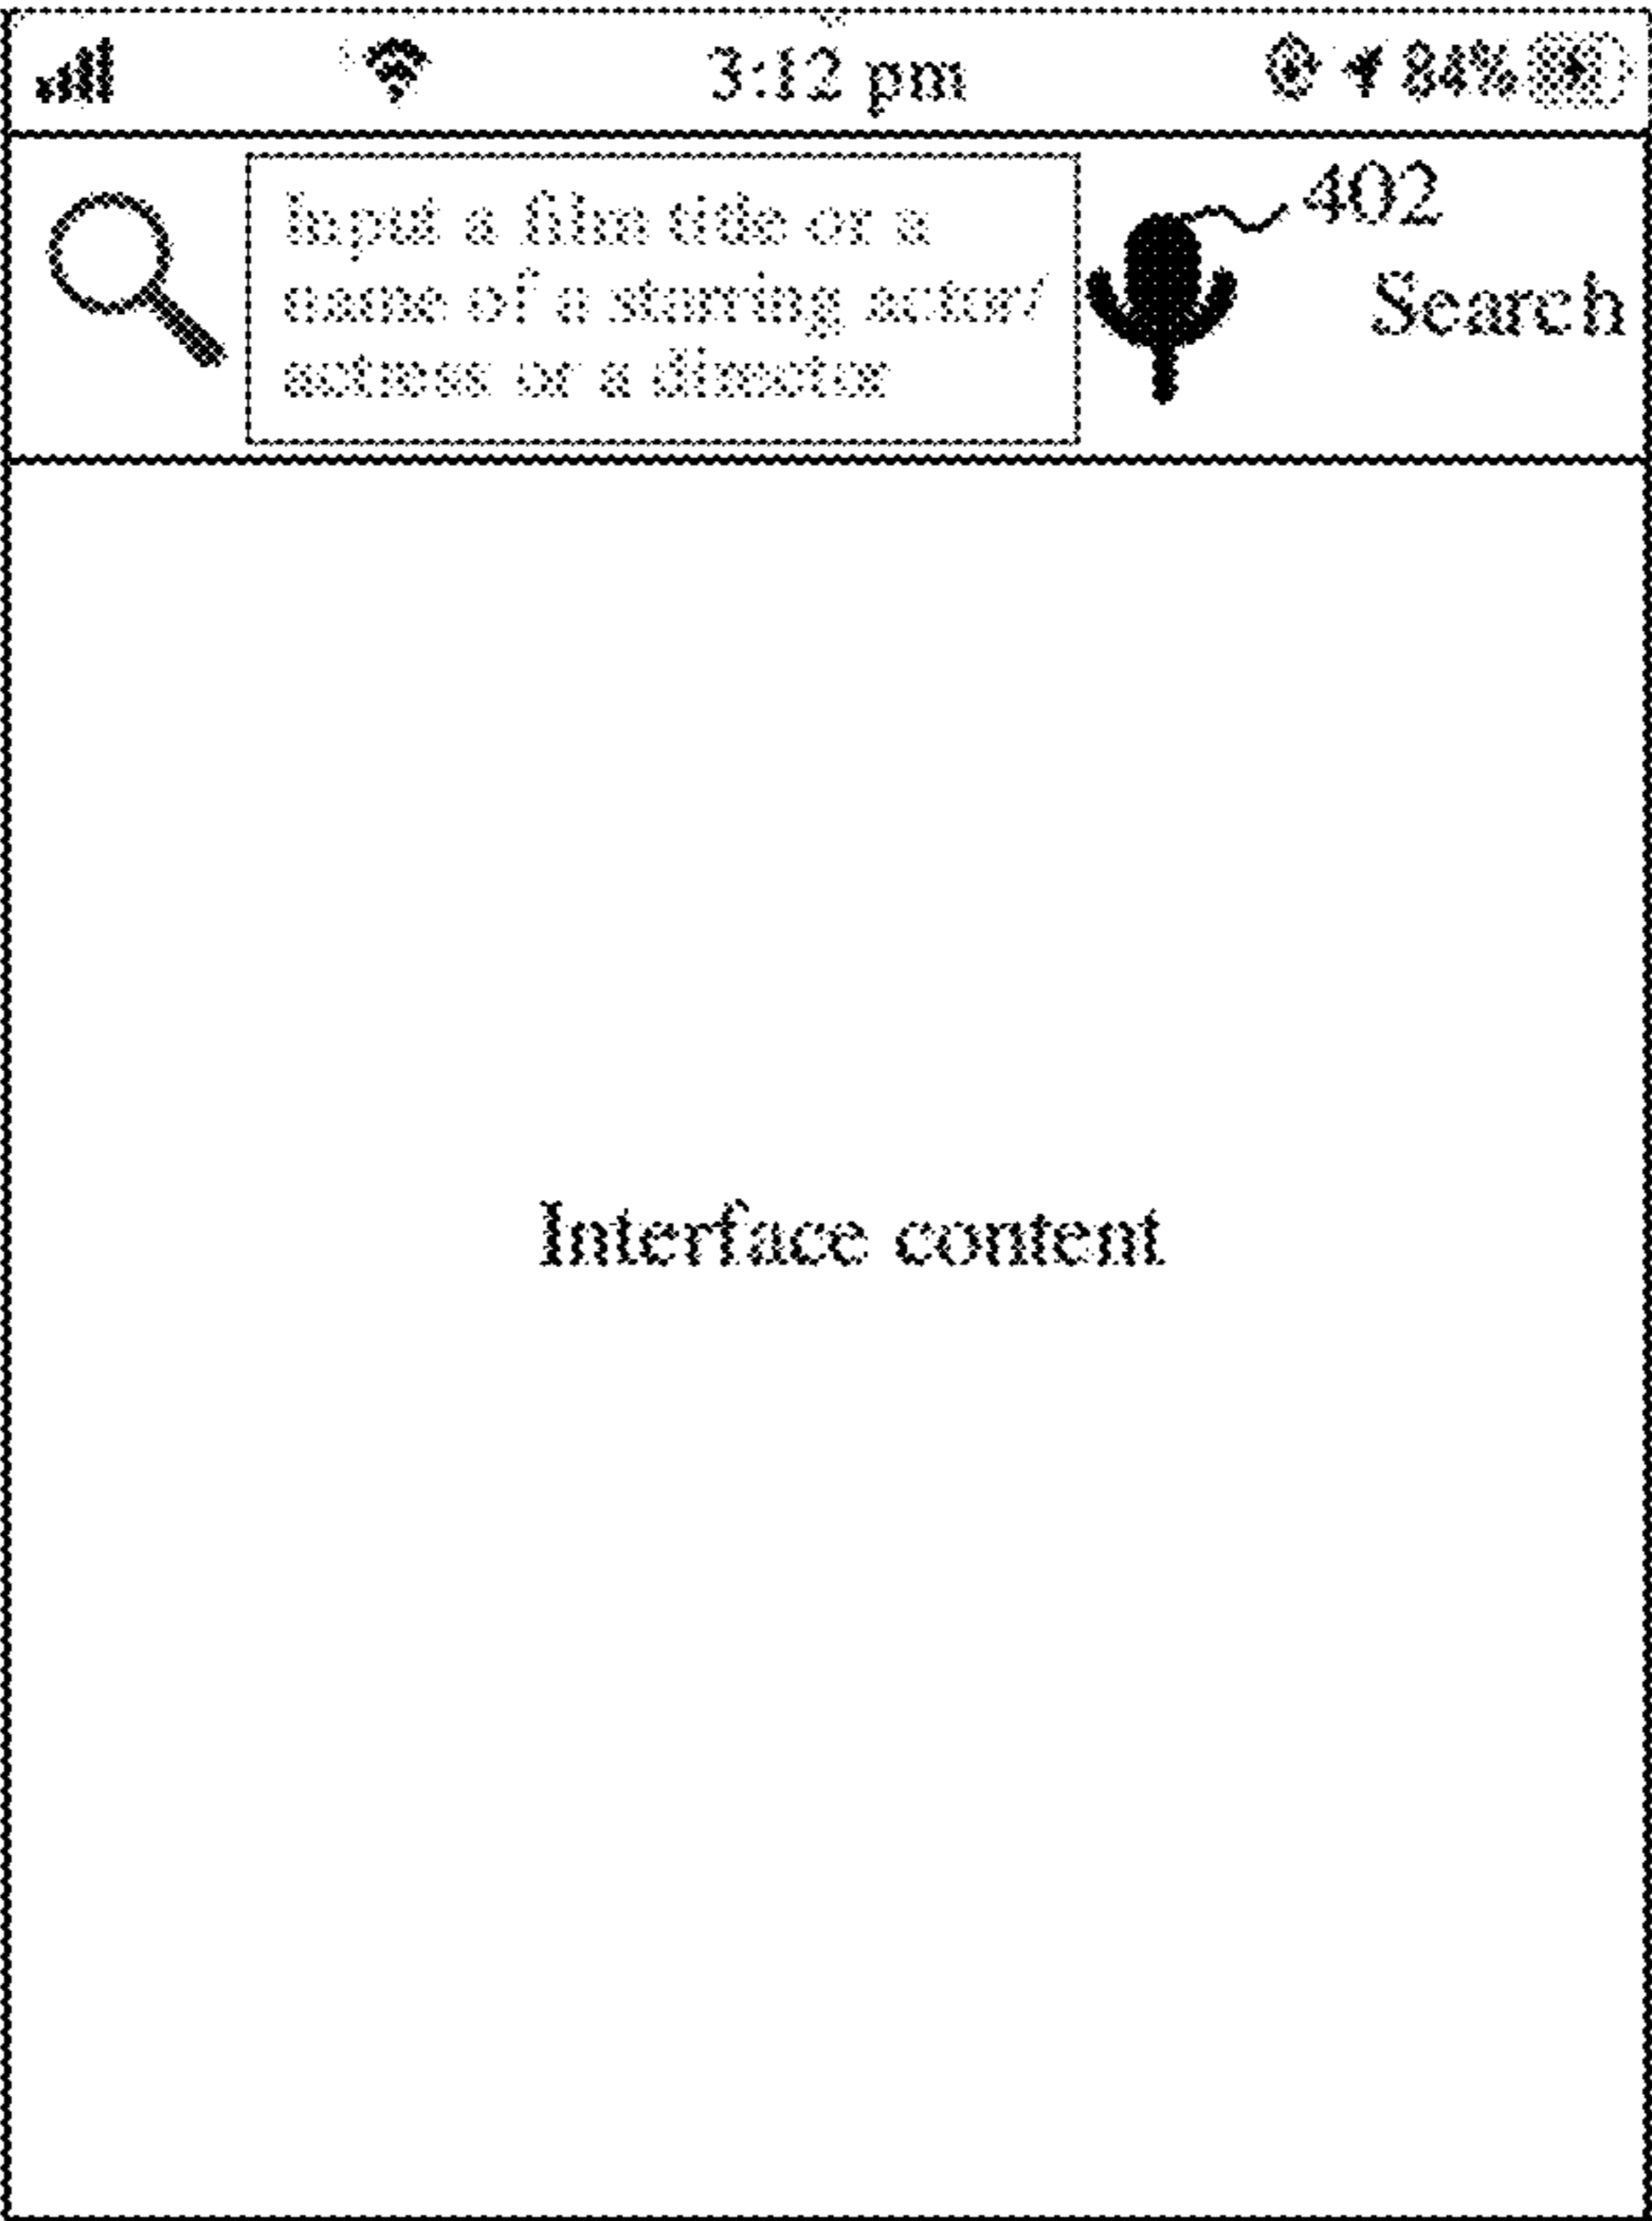 3:12 pm
84%
402
Input a film title or a
name of a starring actor/
actress or a director
Search
Interface content